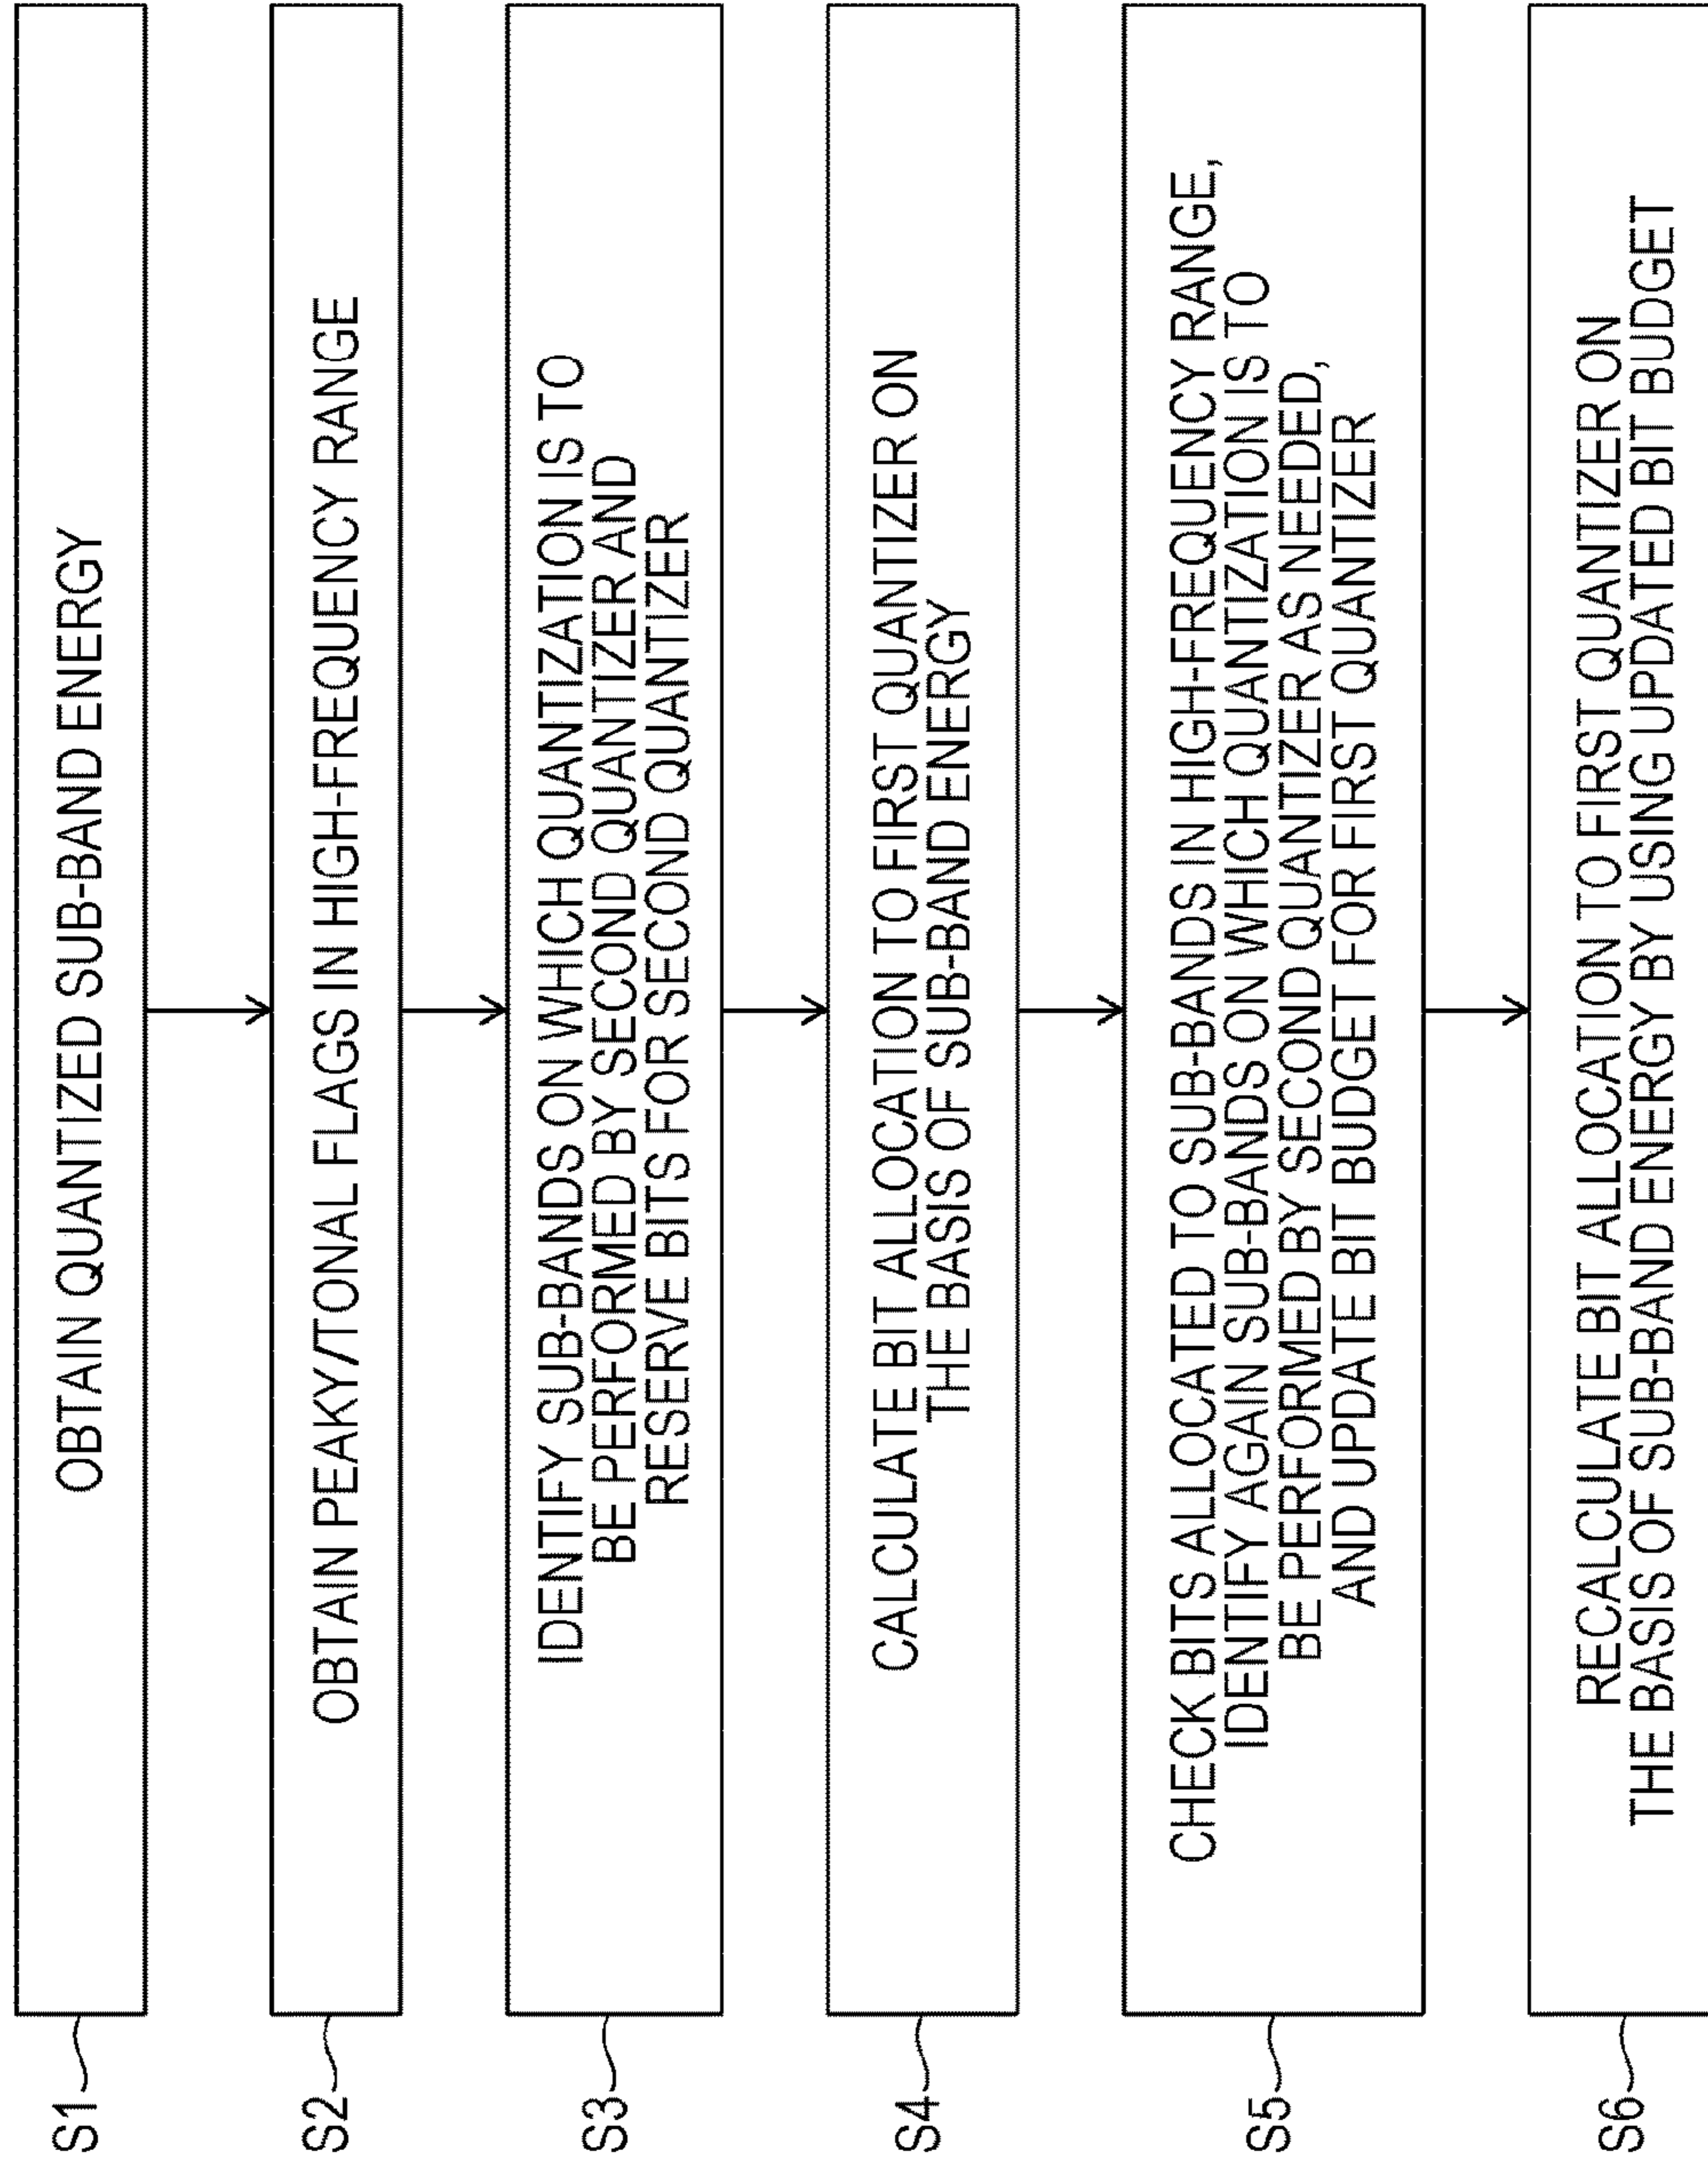 S1
OBTAIN QUANTIZED SUB-BAND ENERGY
S2
OBTAIN PEAKY/TONAL FLAGS IN HIGH-FREQUENCY RANGE
S3
IDENTIFY SUB-BANDS ON WHICH QUANTIZATION IS TO
BE PERFORMED BY SECOND QUANTIZER AND
RESERVE BITS FOR SECOND QUANTIZER
S4
CALCULATE BIT ALLOCATION TO FIRST QUANTIZER ON
THE BASIS OF SUB-BAND ENERGY
S5
CHECK BITS ALLOCATED TO SUB-BANDS IN HIGH-FREQUENCY RANGE,
IDENTIFY AGAIN SUB-BANDS ON WHICH QUANTIZATION IS TO
BE PERFORMED BY SECOND QUANTIZER AS NEEDED,
AND UPDATE BIT BUDGET FOR FIRST QUANTIZER
S6
RECALCULATE BIT ALLOCATION TO FIRST QUANTIZER ON
THE BASIS OF SUB-BAND ENERGY BY USING UPDATED BIT BUDGET